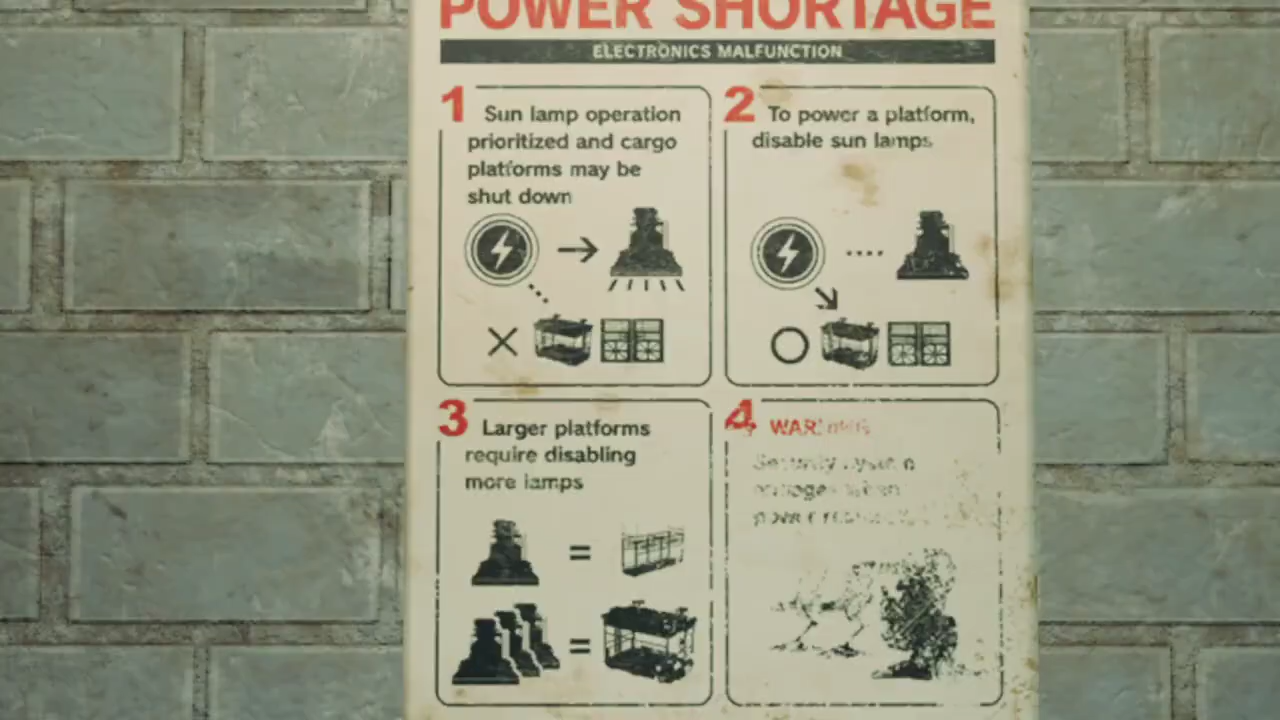 POWER SHORTAGE
ELECTRONICS MALFUNCTION
1 Sun lamp operation
prioritized and cargo
platforms may be
shut down
2 To power a platform,
disable sun lamps
3 Larger platforms
require disabling
more lamps
=
=
4